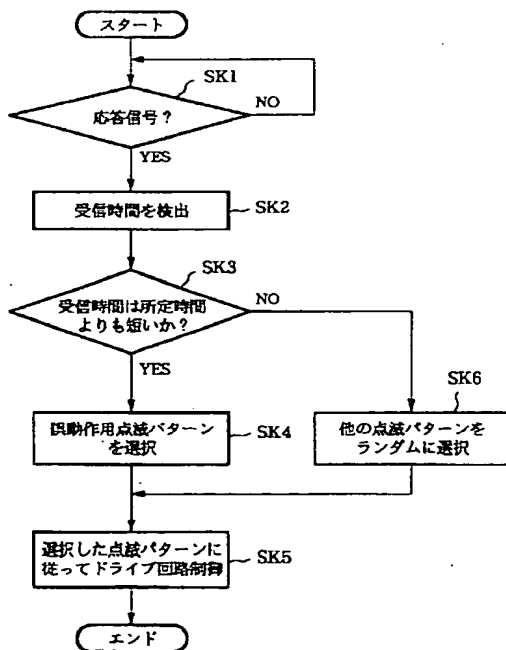 スタート
SK1
応答信号？
NO
YES
受信時間を検出
SK2
SK3
受信時間は所定時間
よりも短いか？
NO
YES
誤動作用点滅パターン
を選択
SK4
SK6
他の点滅パターンを
ランダムに選択
選択した点滅パターンに
従ってドライブ回路制御
SK5
エンド